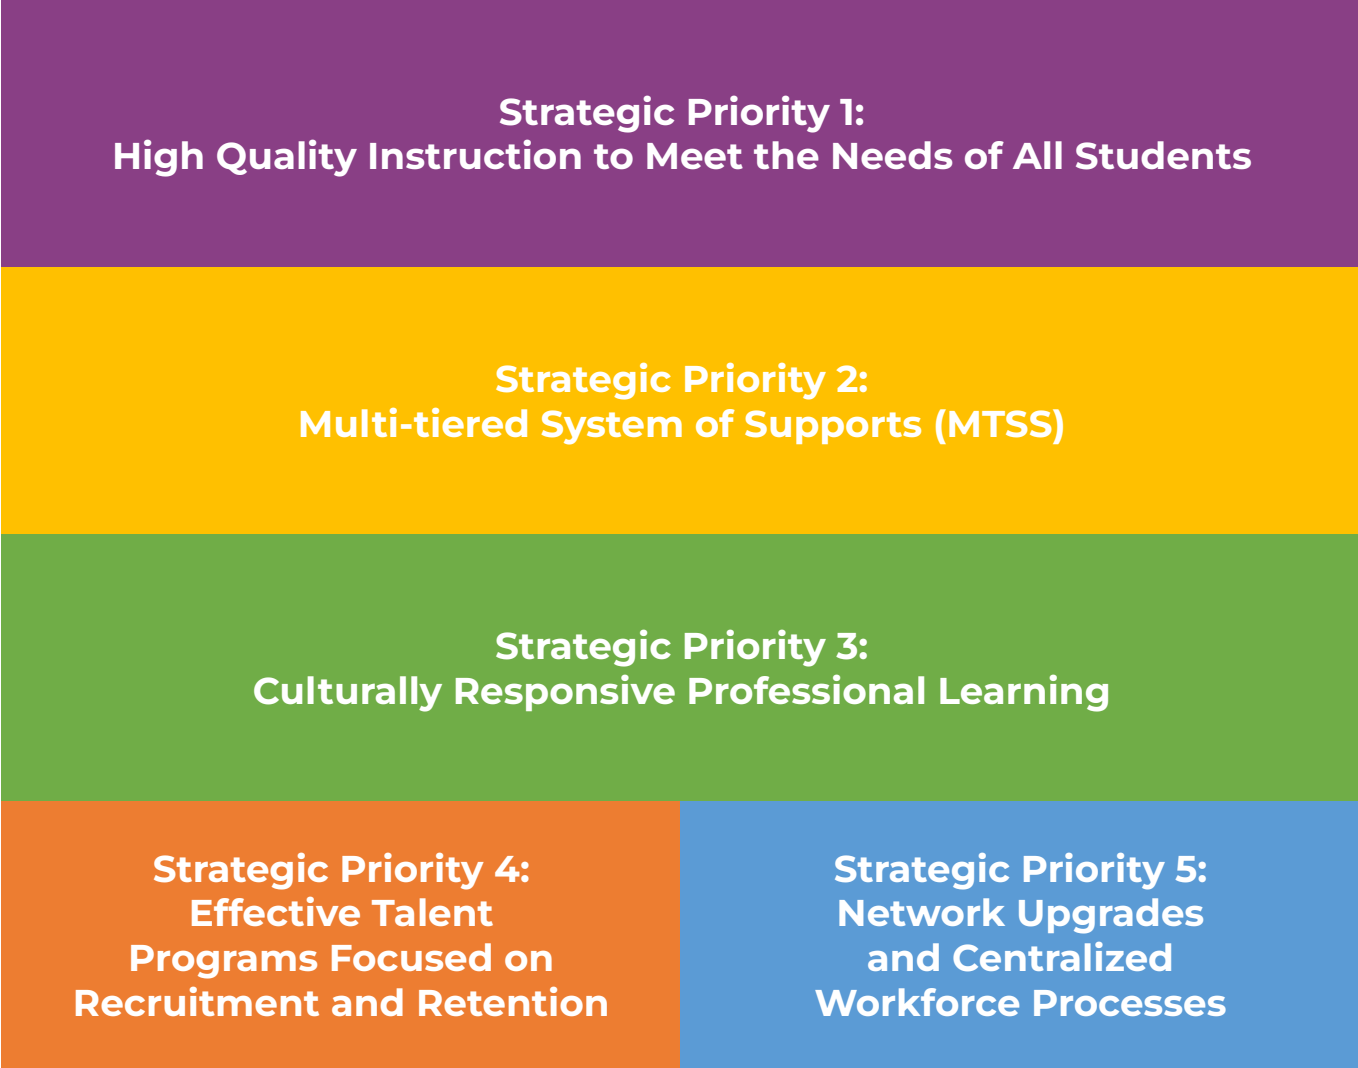 Strategic Priority 1:
High Quality Instruction to Meet the Needs of All Students
Strategic Priority 2:
Multi-tiered System of Supports (MTSS)
Strategic Priority 3:
Culturally Responsive Professional Learning
Strategic Priority 4:
Effective Talent
Programs Focused on
Recruitment and Retention
Strategic Priority 5:
Network Upgrades
and Centralized
Workforce Processes